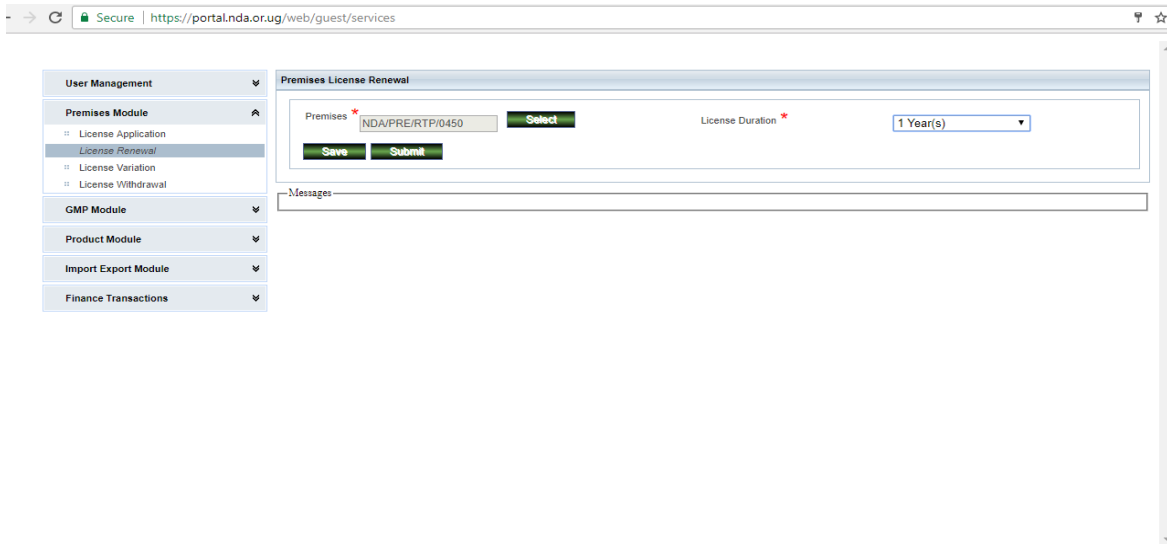 Secure | https://portal.nda.or.ug/web/guest/services
User Management
Premises Module
License Application
License Renewal
License Variation
License Withdrawal
GMP Module
Product Module
Import Export Module
Finance Transactions
Premises License Renewal
Premises * NDA/PRE/RTP/0450 Select License Duration * 1 Year(s)
Save Submit
Messages